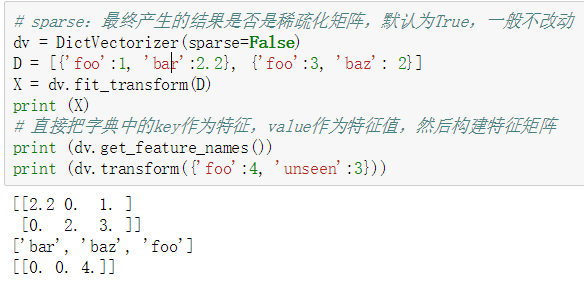 # sparse：最终产生的结果是否是稀疏化矩阵，默认为True，一般不改动
dv = DictVectorizer(sparse=False)
D = [{'foo':1, 'bar':2.2}, {'foo':3, 'baz': 2}]
X = dv.fit_transform(D)
print (X)
# 直接把字典中的key作为特征，value作为特征值，然后构建特征矩阵
print (dv.get_feature_names())
print (dv.transform({'foo':4, 'unseen':3}))
[[2.2 0.  1. ]
 [0.  2.  3. ]]
['bar', 'baz', 'foo']
[[0. 0. 4.]]